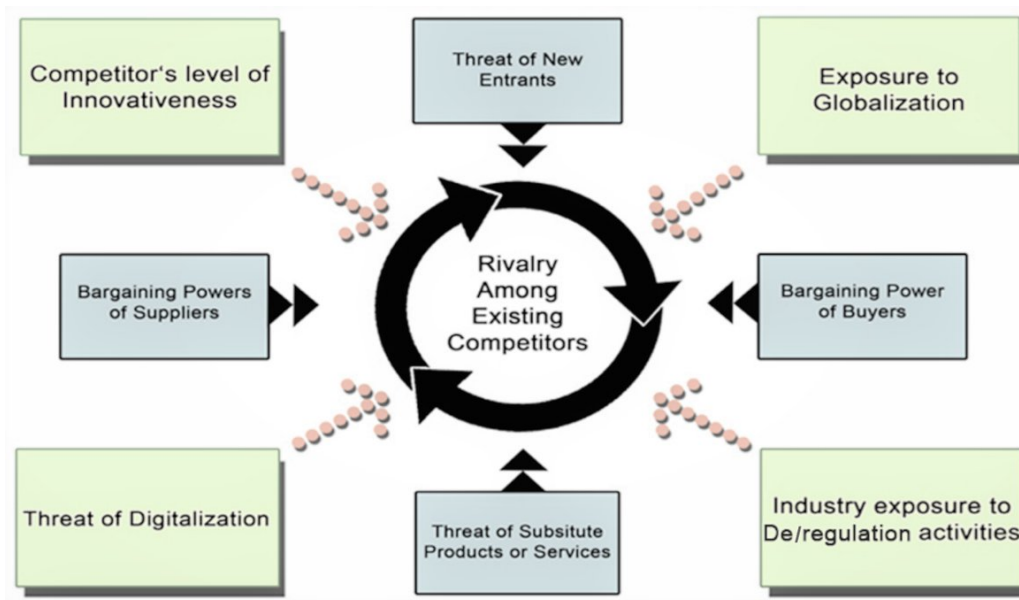 Competitor's level of
Innovativeness
Threat of New
Entrants
Exposure to
Globalization
Bargaining Powers
of Suppliers
Rivalry
Among
Existing
Competitors
Bargaining Power
of Buyers
Threat of Digitalization
Threat of Subsitute
Products or Services
Industry exposure to
De/regulation activities